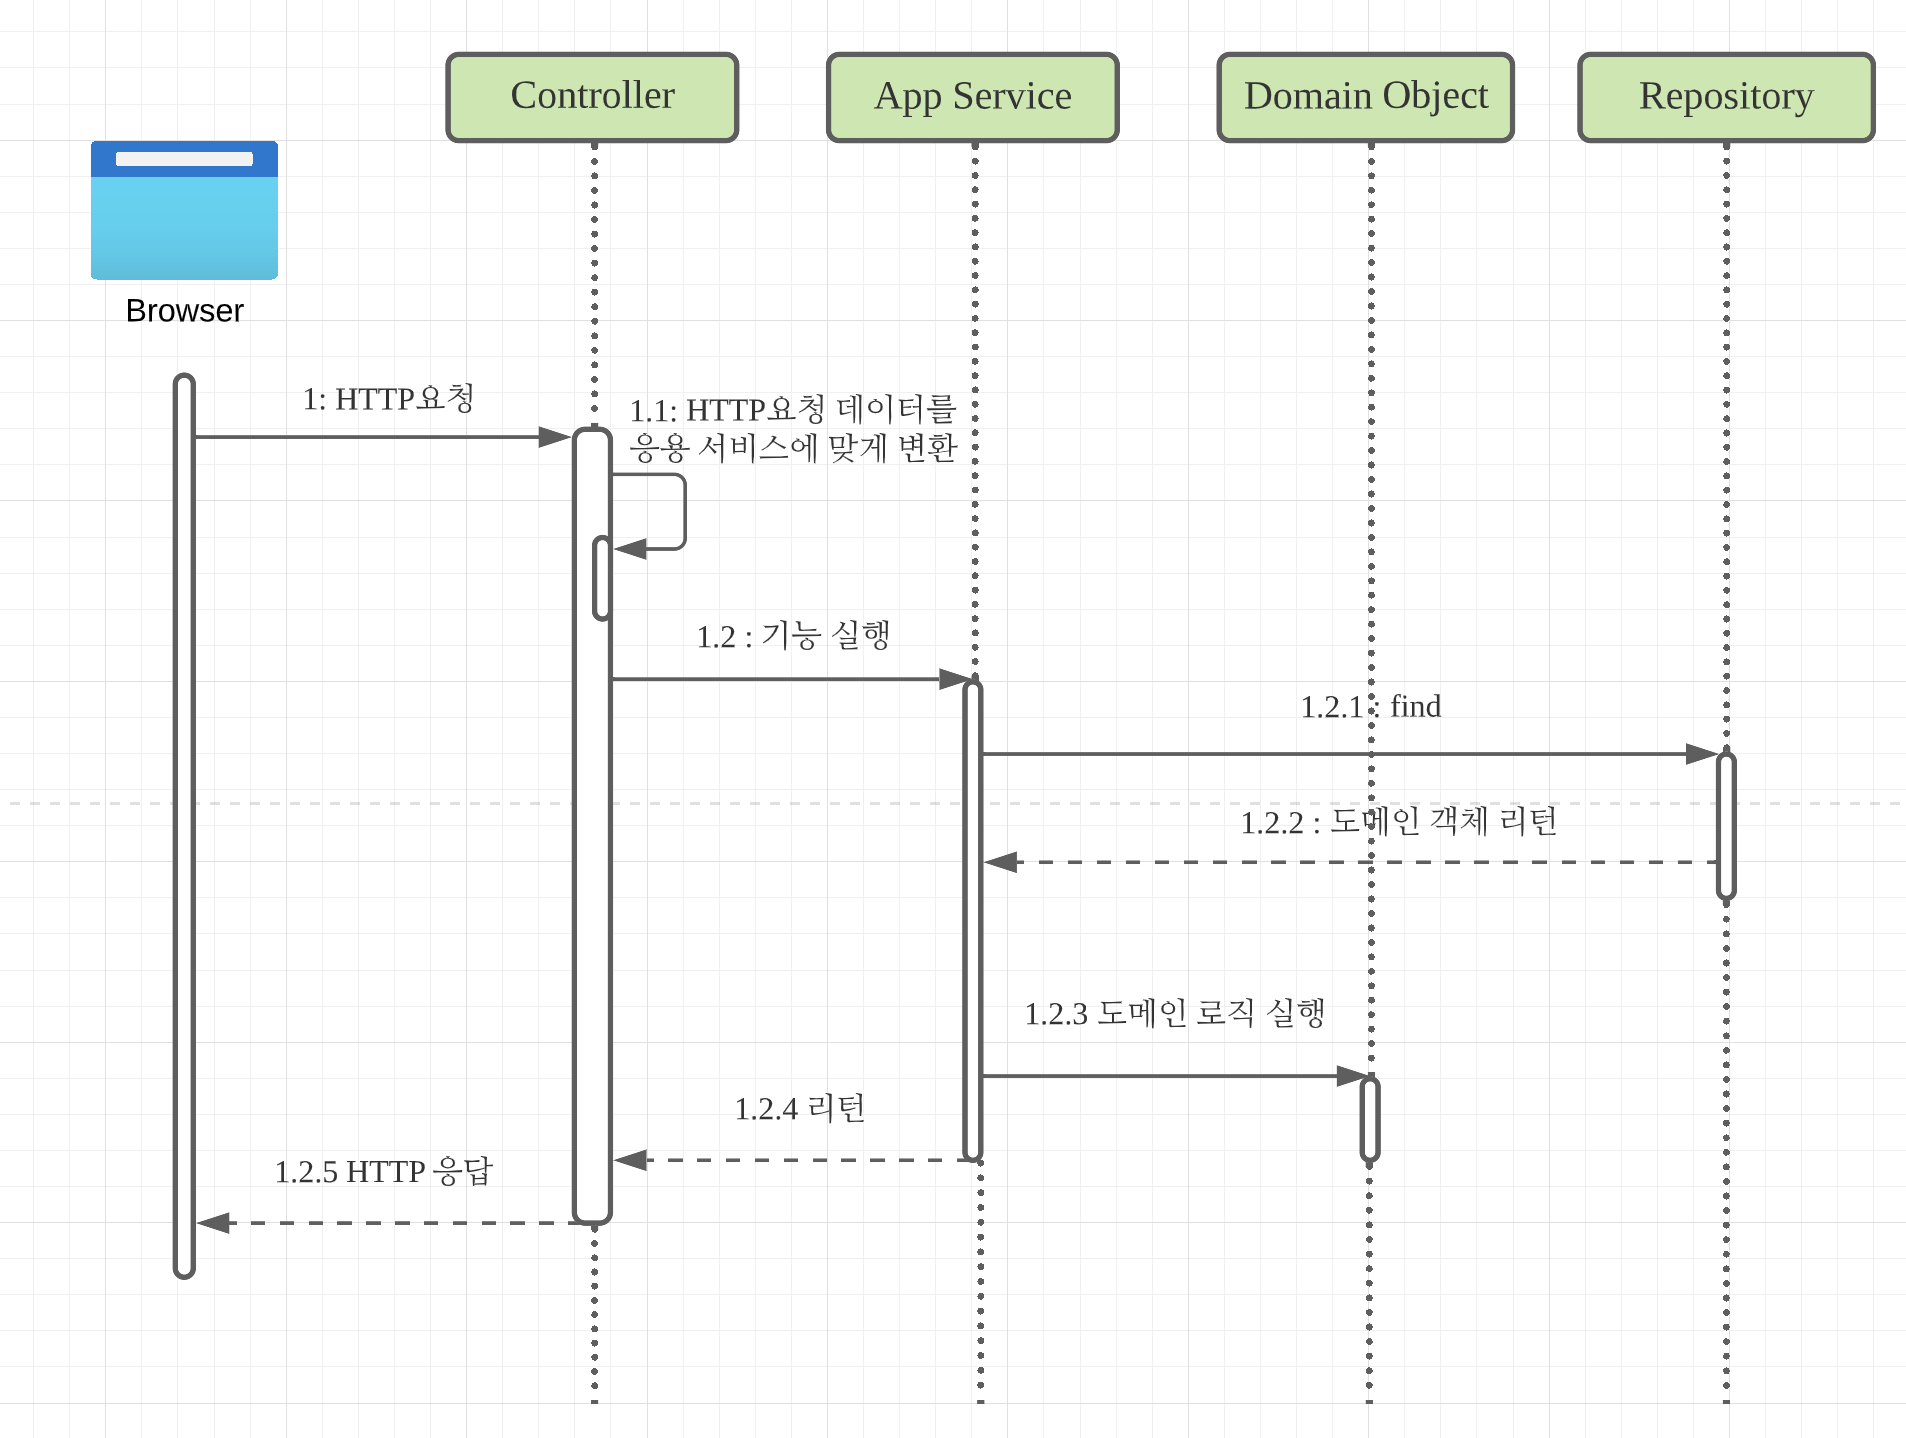 Controller
App Service
Domain Object
Repository
Browser
1: HTTP요청
1.1: HTTP요청 데이터를
응용 서비스에 맞게 변환
1.2 : 기능 실행
1.2.1 : find
1.2.2 : 도메인 객체 리턴
1.2.3 도메인 로직 실행
1.2.4 리턴
1.2.5 HTTP 응답